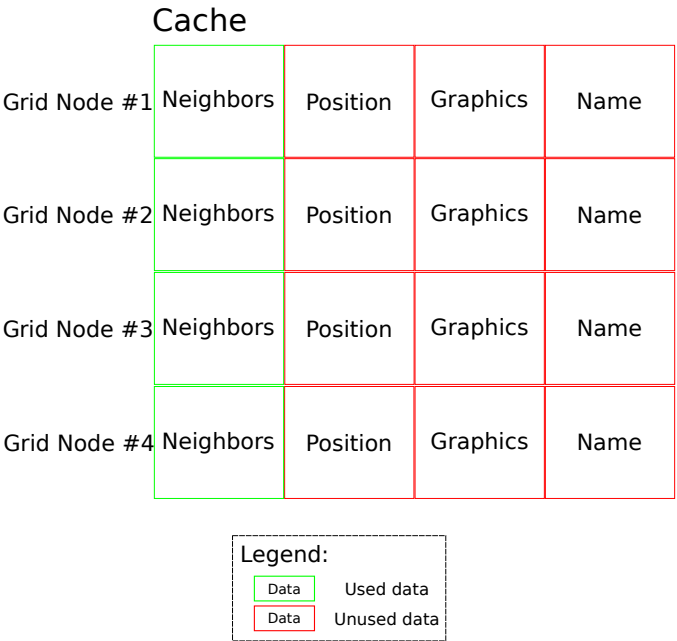 Cache
Grid Node #1 Neighbors Position Graphics Name
Grid Node #2 Neighbors Position Graphics Name
Grid Node #3 Neighbors Position Graphics Name
Grid Node #4 Neighbors Position Graphics Name
Legend:
Data Used data
Data Unused data